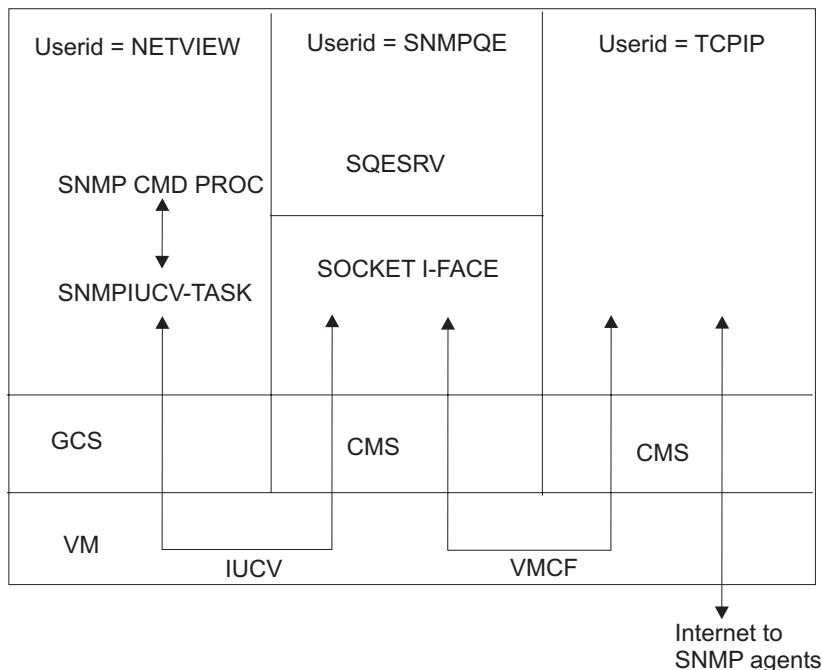 Userid = NETVIEW
Userid = SNMPQE
Userid = TCPIP
SQESRV
SNMP CMD PROC
SOCKET I-FACE
SNMPIUCV-TASK
GCS
CMS
CMS
VM
IUCV
VMCF
Internet to
SNMP agents